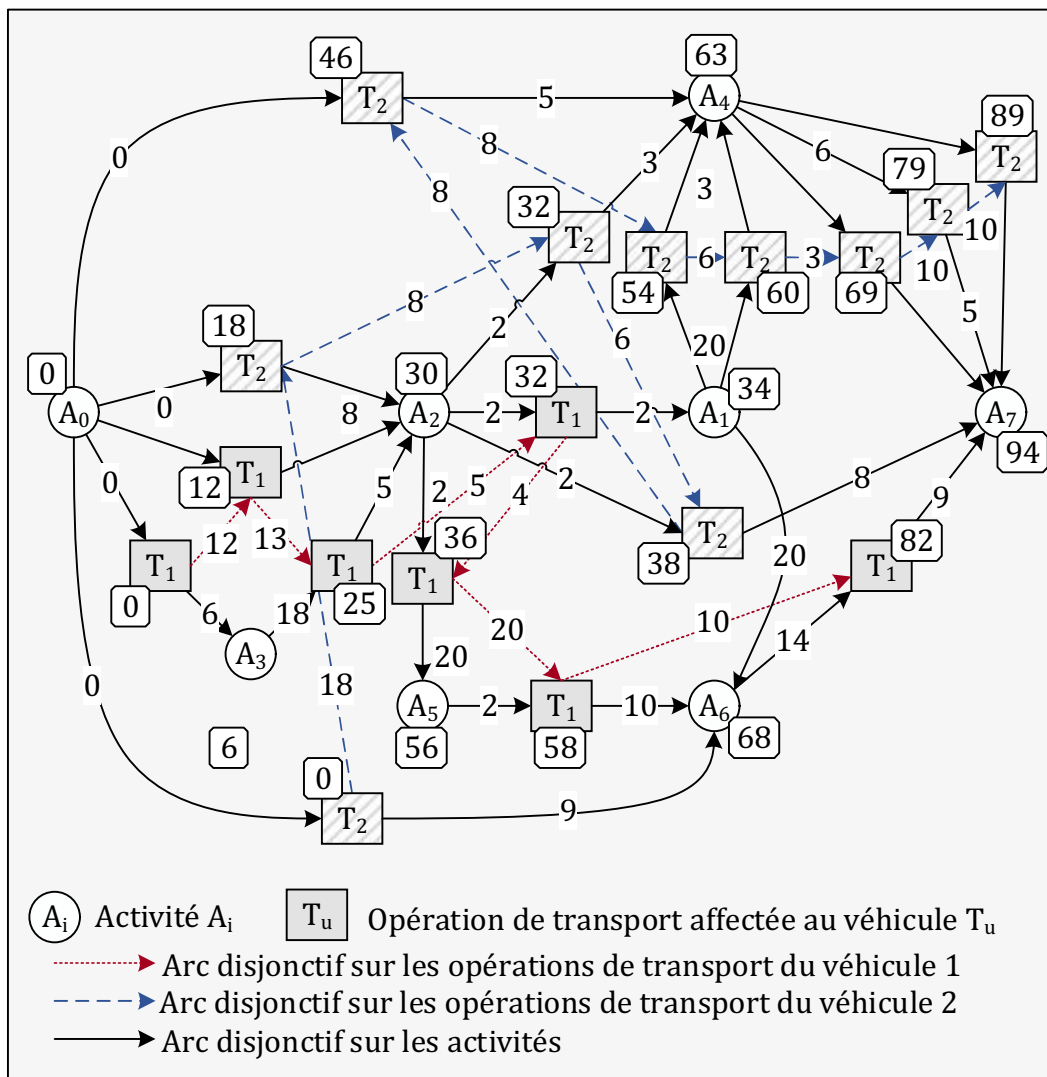 46
63
T₂
5
A₄
89
0
8
6
T₂
3
79
8
32
T₂
3
T₂
T₂
6
T₂
3
T₂
10
10
54
60
69
8
18
2
6
20
5
0
T₂
30
32
34
A₀
0
8
A₂
2
T₁
2
A₁
A₇
94
0
12
T₁
5
2
5
4
2
8
9
12
13
36
T₂
82
T₁
T₁
T₁
38
20
T₁
0
6
18
25
20
10
14
A₃
20
0
18
A₅
2
T₁
10
A₆
6
56
58
68
0
T₂
9
Aᵢ Activité Aᵢ Tᵤ Opération de transport affectée au véhicule Tᵤ
Arc disjonctif sur les opérations de transport du véhicule 1
Arc disjonctif sur les opérations de transport du véhicule 2
Arc disjonctif sur les activités